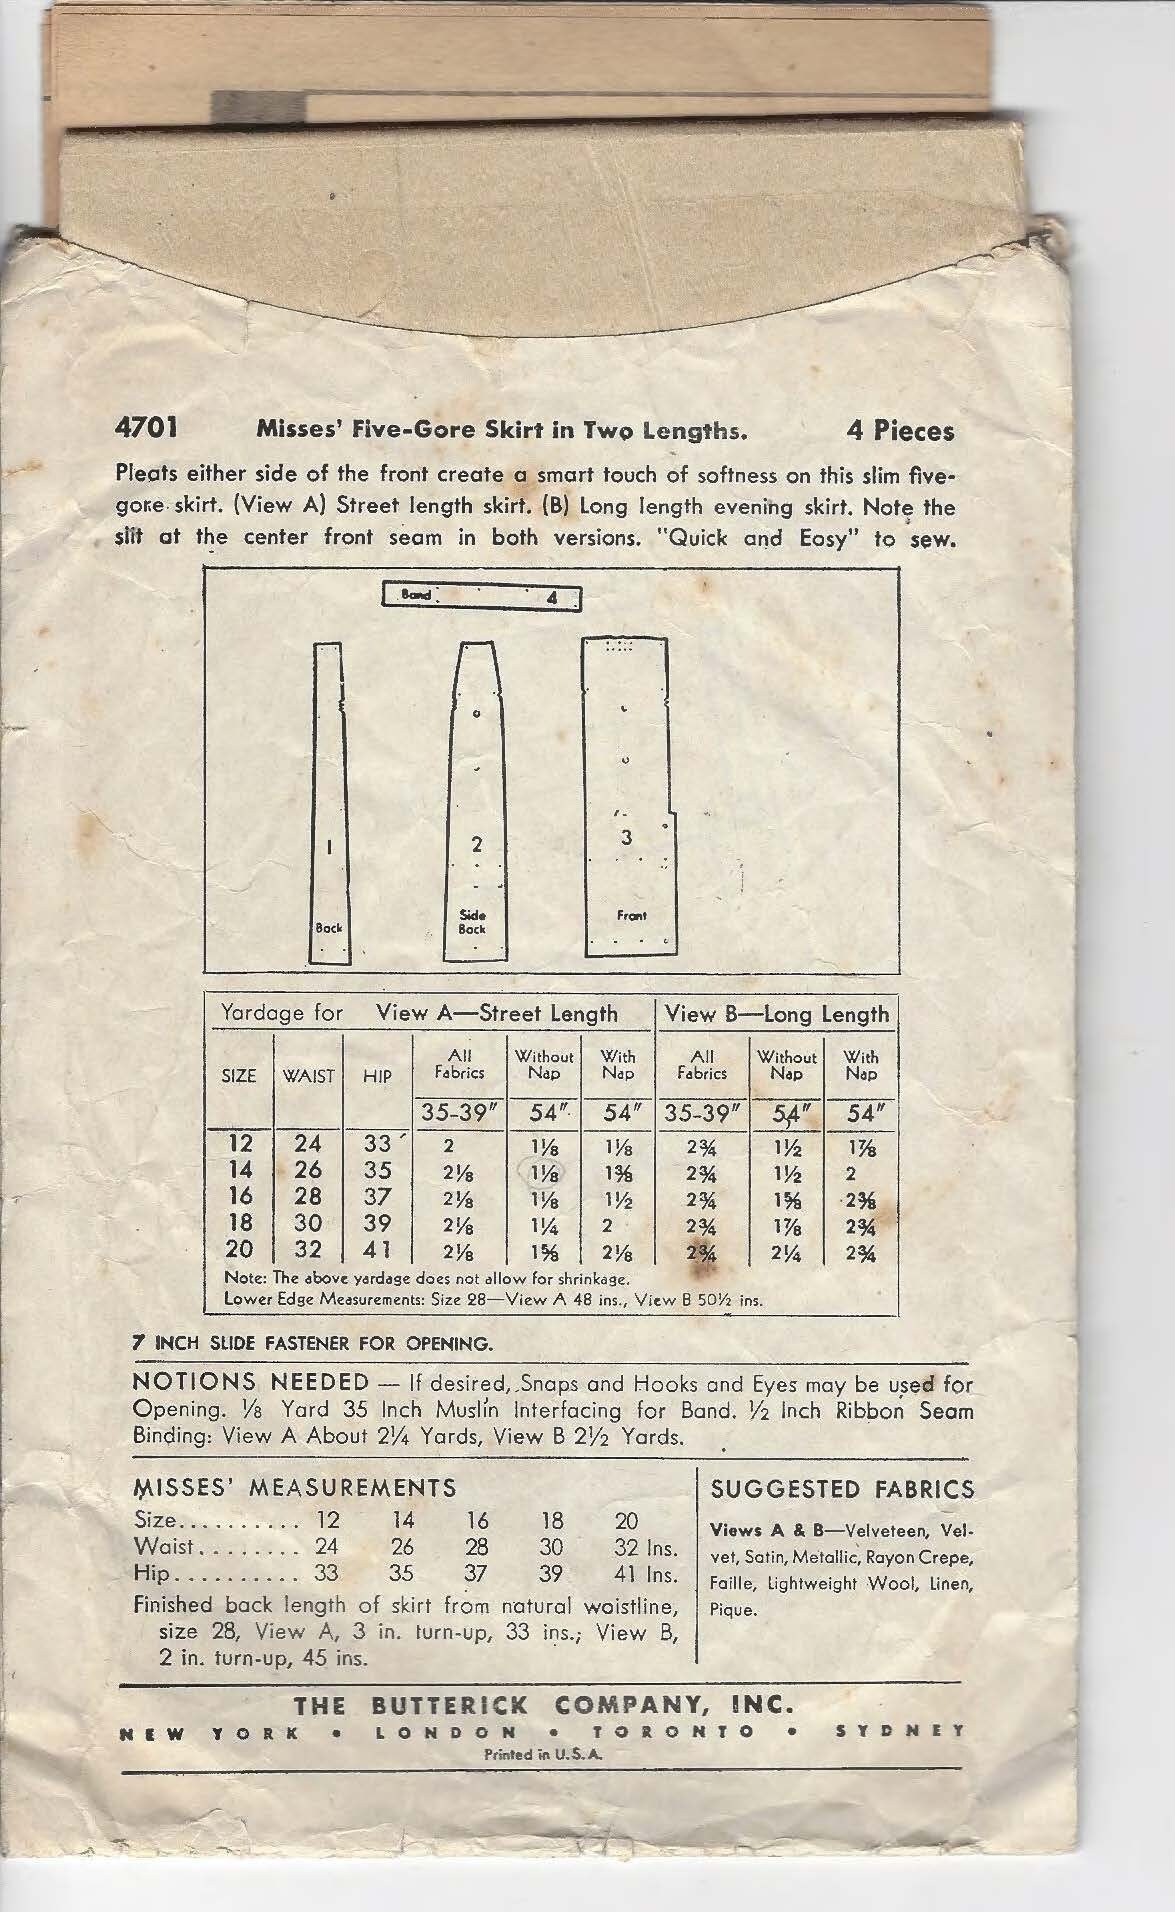 4701 Misses' Five-Gore Skirt in Two Lengths. 4 Pieces
Pleats either side of the front create a smart touch of softness on this slim five-
gore skirt. (View A) Street length skirt. (B) Long length evening skirt. Note the
slit at the center front seam in both versions. "Quick and Easy" to sew.
Band 4
1
2
3
Back
Side
Back
Front
Yardage for View A—Street Length View B—Long Length
SIZE WAIST HIP All Fabrics Without Nap With Nap All Fabrics Without Nap With Nap
35-39" 54" 54" 35-39" 54" 54"
12 24 33 2 1⅛ 1⅛ 2¾ 1½ 1⅞
14 26 35 2⅛ 1⅛ 1⅜ 2¾ 1½ 2
16 28 37 2⅛ 1⅛ 1½ 2¾ 1⅝ 2⅜
18 30 39 2⅛ 1¼ 2 2¾ 1⅞ 2¾
20 32 41 2⅛ 1⅝ 2⅛ 2¾ 2¼ 2¾
Note: The above yardage does not allow for shrinkage.
Lower Edge Measurements: Size 28—View A 48 ins., View B 50½ ins.
7 INCH SLIDE FASTENER FOR OPENING.
NOTIONS NEEDED — If desired, Snaps and Hooks and Eyes may be used for
Opening. ⅛ Yard 35 Inch Muslin Interfacing for Band. ½ Inch Ribbon Seam
Binding: View A About 2¼ Yards, View B 2½ Yards.
MISSES' MEASUREMENTS
Size.......... 12 14 16 18 20
Waist........ 24 26 28 30 32 Ins.
Hip.......... 33 35 37 39 41 Ins.
Finished back length of skirt from natural waistline,
size 28, View A, 3 in. turn-up, 33 ins.; View B,
2 in. turn-up, 45 ins.
SUGGESTED FABRICS
Views A & B—Velveteen, Vel-
vet, Satin, Metallic, Rayon Crepe,
Faille, Lightweight Wool, Linen,
Pique.
THE BUTTERICK COMPANY, INC.
NEW YORK • LONDON • TORONTO • SYDNEY
Printed in U.S.A.